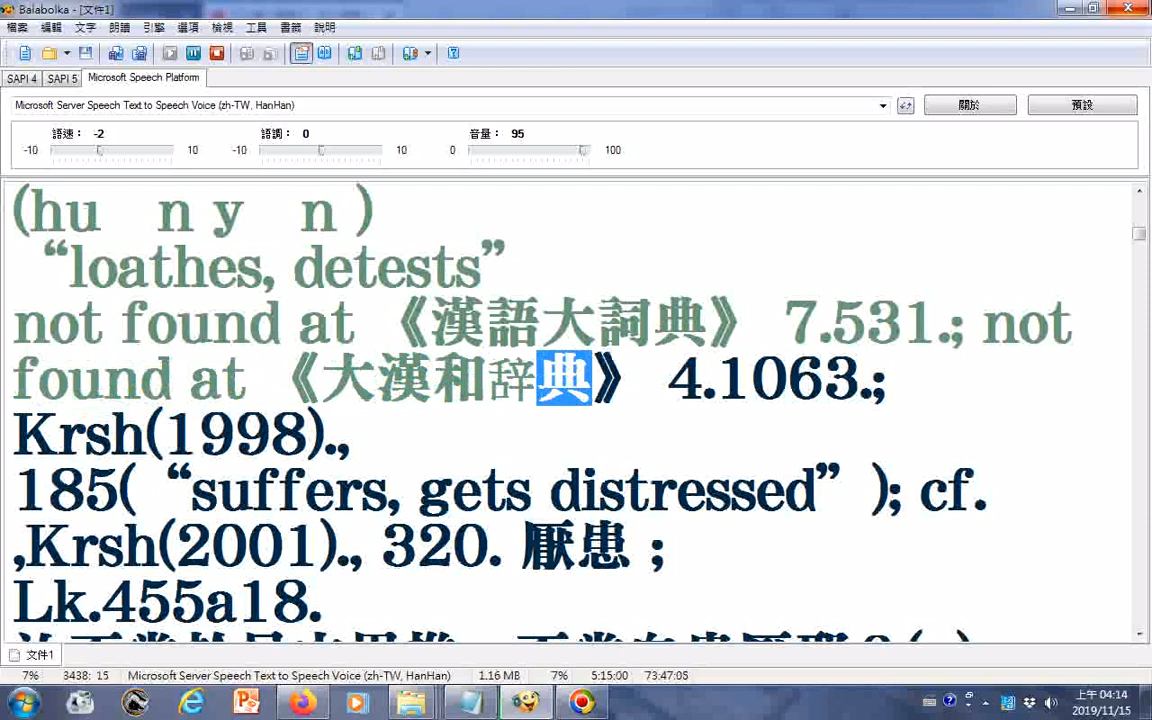 Balabolka - [文件1]
檔案 編輯 文字 朗讀 引擎 選項 檢視 工具 書籤 說明
SAPI 4 SAPI 5 Microsoft Speech Platform
Microsoft Server Speech Text to Speech Voice (zh-TW, HanHan) 關於 預設
語速： -2 語調： 0 音量： 95
-10 10 -10 10 0 100
(hu n y n )
“loathes, detests”
not found at 《漢語大詞典》 7.531.; not
found at 《大漢和辞典》 4.1063.;
Krsh(1998).,
185( “suffers, gets distressed” ); cf.
,Krsh(2001)., 320. 厭患 ;
Lk.455a18.
文件1
7% 3438: 15 Microsoft Server Speech Text to Speech Voice (zh-TW, HanHan) 1.16 MB 7% 5:15:00 73:47:05
上午 04:14
2019/11/15